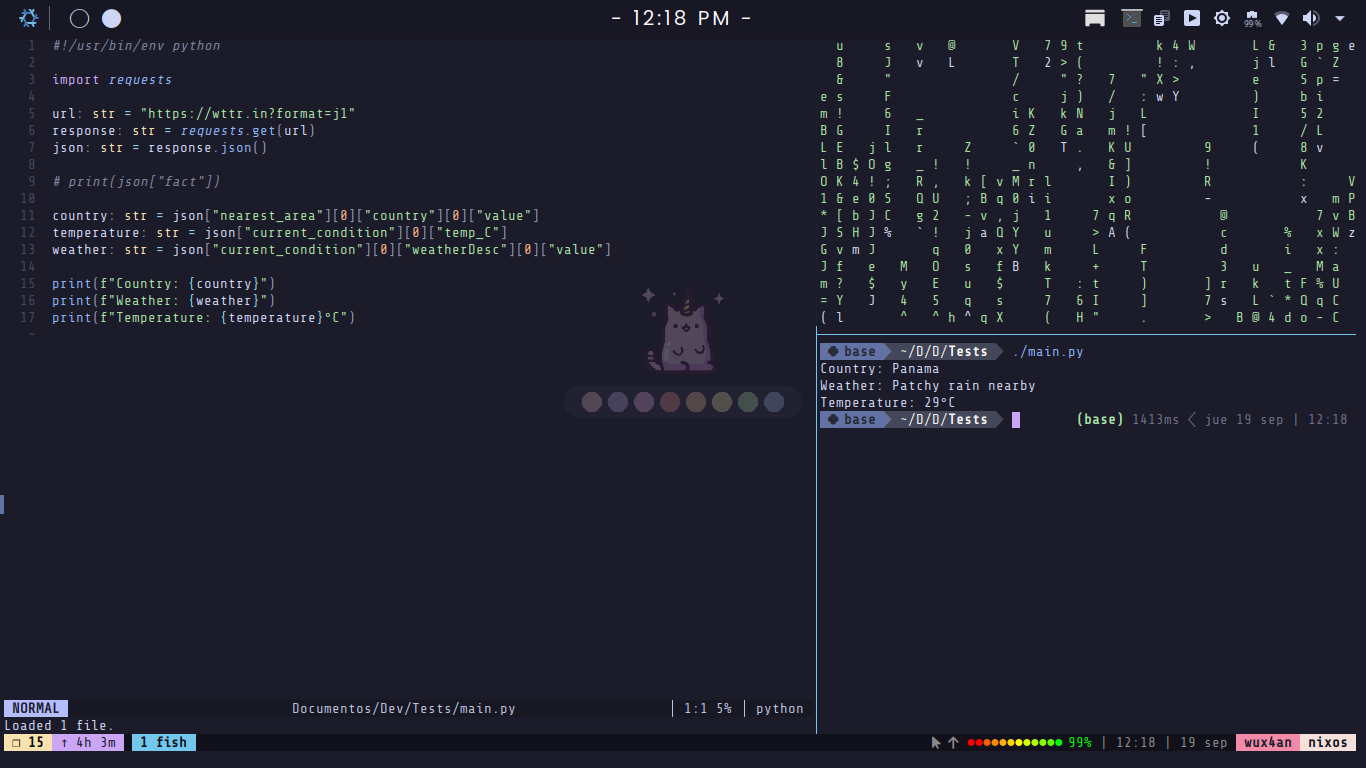 - 12:18 PM -
99%
1 #!/usr/bin/env python
2
3 import requests
4
5 url: str = "https://wttr.in?format=j1"
6 response: str = requests.get(url)
7 json: str = response.json()
8
9 # print(json["fact"])
10
11 country: str = json["nearest_area"][0]["country"][0]["value"]
12 temperature: str = json["current_condition"][0]["temp_C"]
13 weather: str = json["current_condition"][0]["weatherDesc"][0]["value"]
14
15 print(f"Country: {country}")
16 print(f"Weather: {weather}")
17 print(f"Temperature: {temperature}°C")
~
base ~/D/D/Tests ./main.py
Country: Panama
Weather: Patchy rain nearby
Temperature: 29°C
base ~/D/D/Tests (base) 1413ms jue 19 sep | 12:18
NORMAL Documentos/Dev/Tests/main.py 1:1 5% python
Loaded 1 file.
15 ↑ 4h 3m 1 fish 99% | 12:18 | 19 sep wux4an nixos